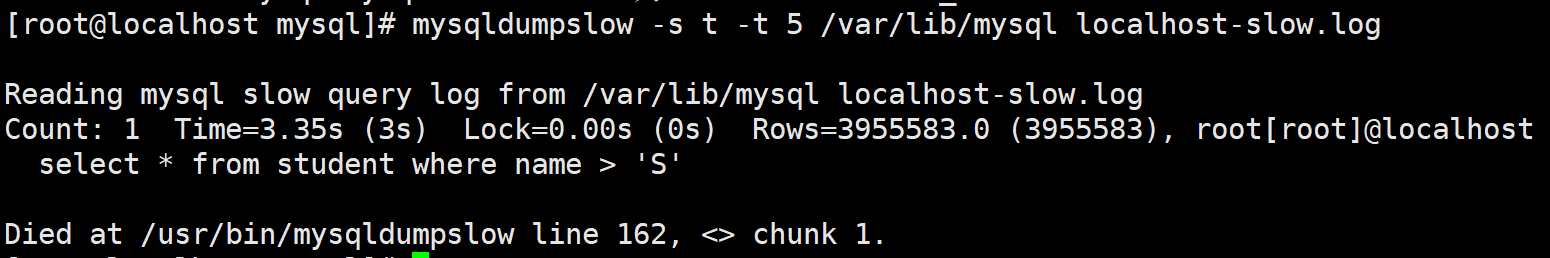 [root@localhost mysql]# mysqldumpslow -s t -t 5 /var/lib/mysql localhost-slow.log
Reading mysql slow query log from /var/lib/mysql localhost-slow.log
Count: 1  Time=3.35s (3s)  Lock=0.00s (0s)  Rows=3955583.0 (3955583), root[root]@localhost
  select * from student where name > 'S'
Died at /usr/bin/mysqldumpslow line 162, <> chunk 1.